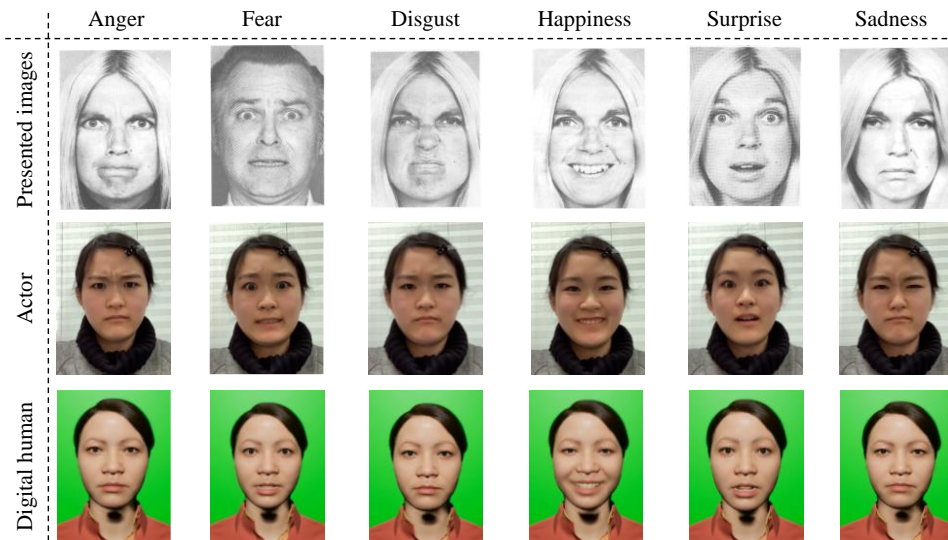 Anger Fear Disgust Happiness Surprise Sadness
Presented images
Actor
Digital human